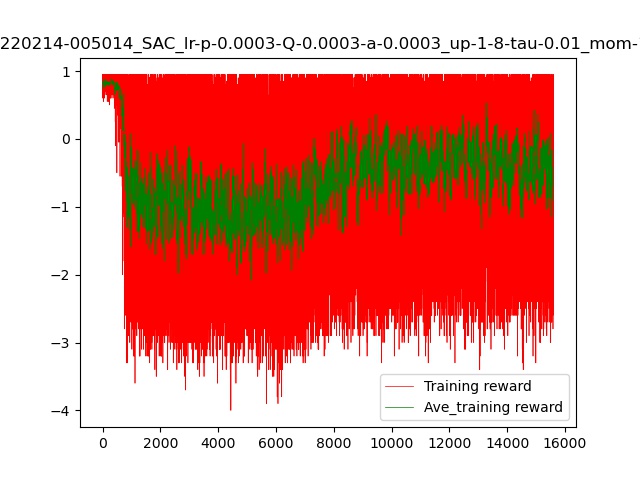 220214-005014_SAC_lr-p-0.0003-Q-0.0003-a-0.0003_up-1-8-tau-0.01_mom-
1
0
−1
−2
−3
−4
Training reward
Ave_training reward
0 2000 4000 6000 8000 10000 12000 14000 16000